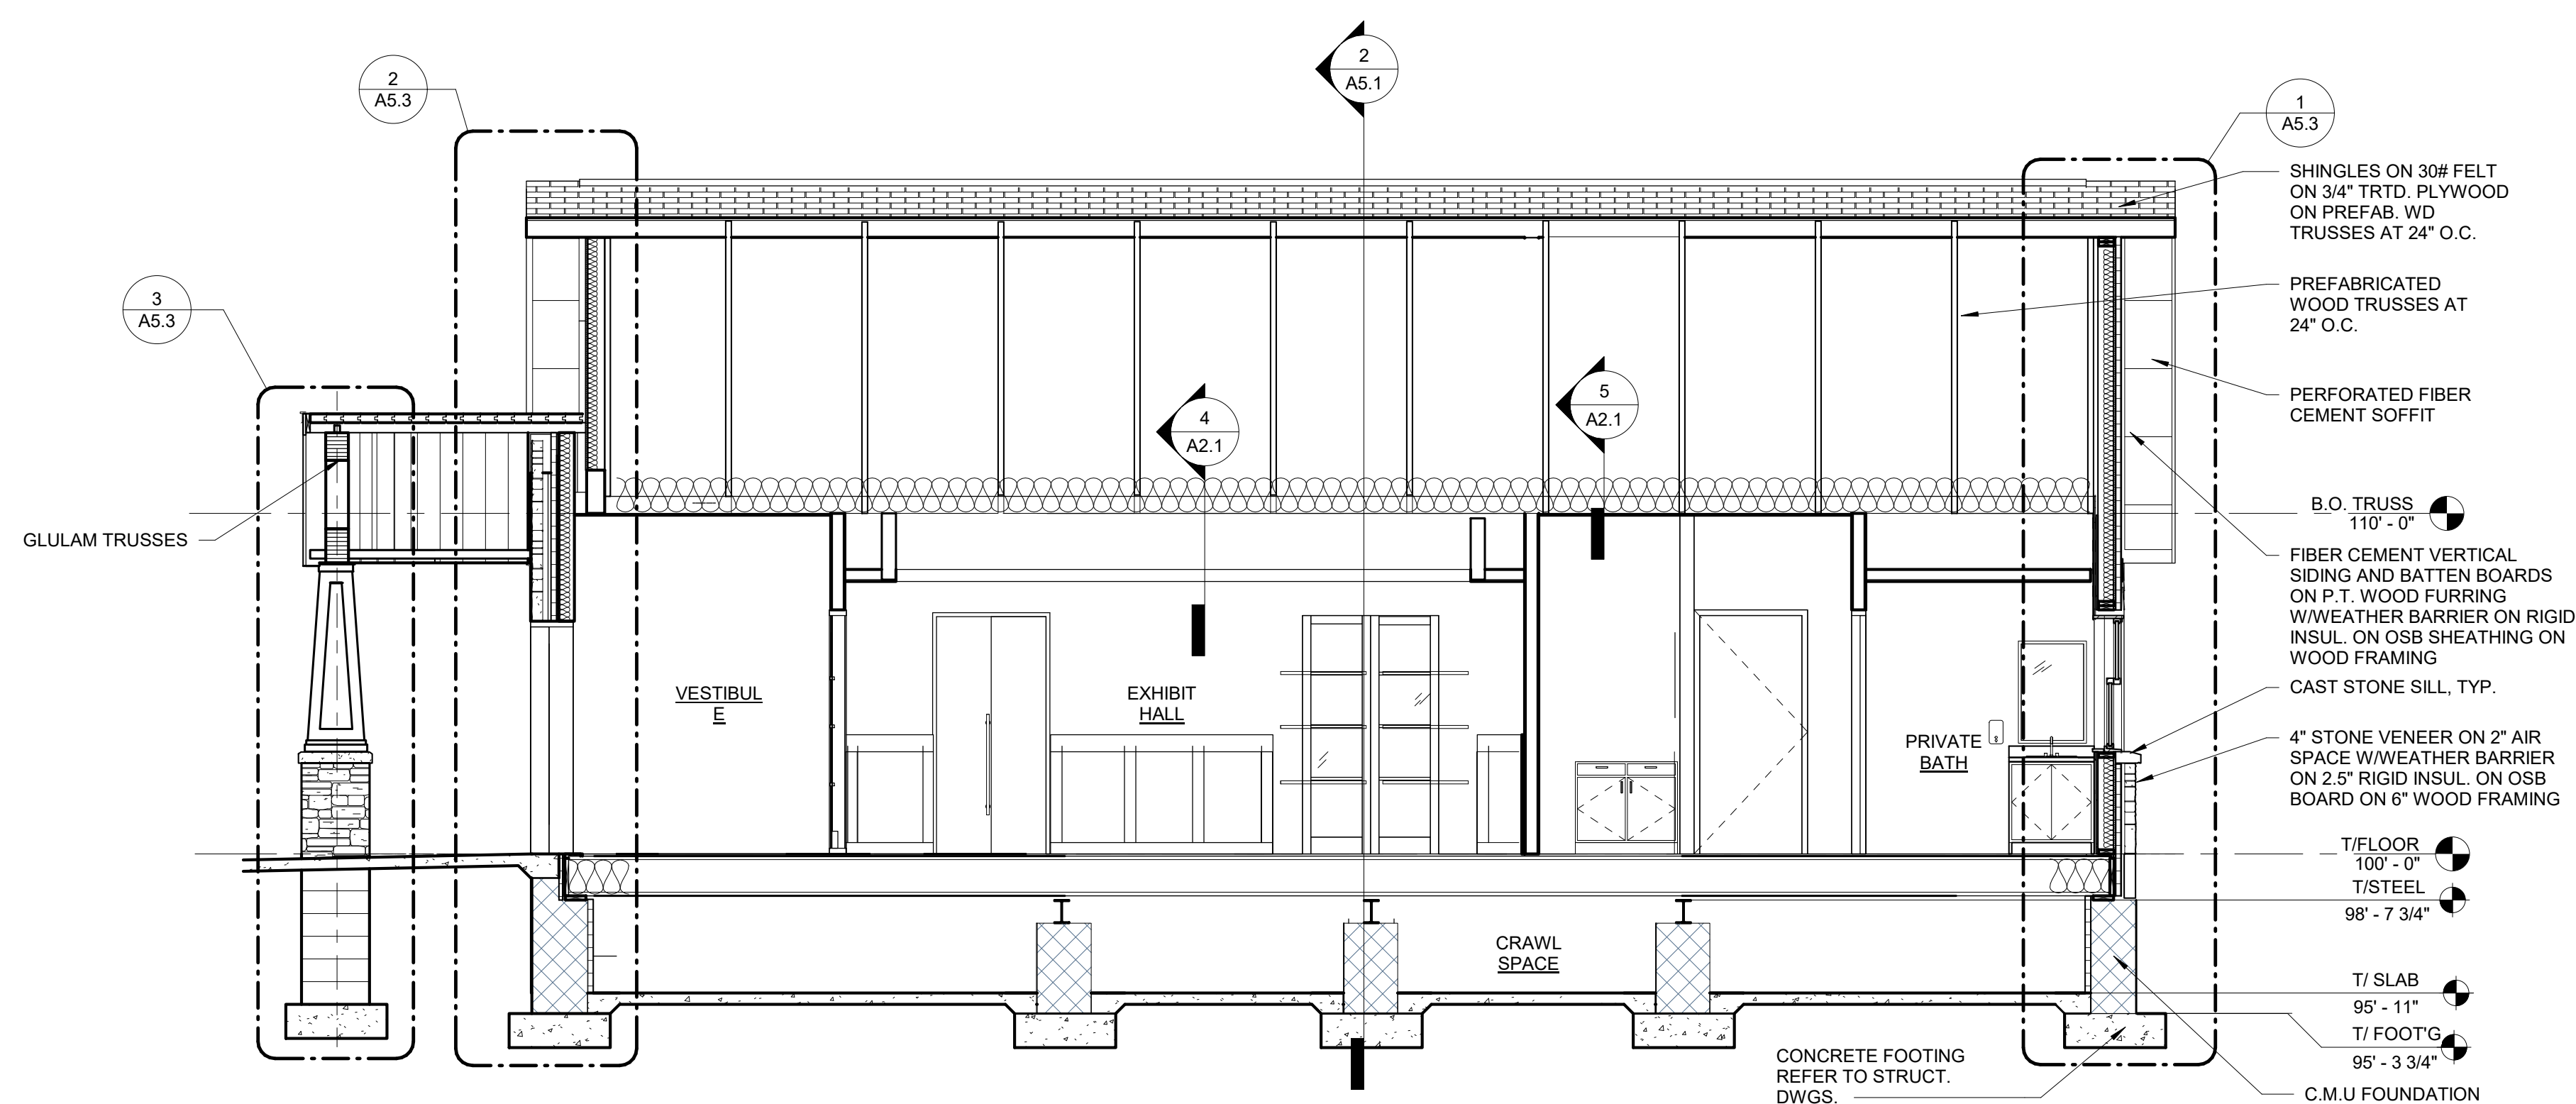 2
A5.1
2
A5.3
1
A5.3
SHINGLES ON 30# FELT
ON 3/4" TRTD. PLYWOOD
ON PREFAB. WD
TRUSSES AT 24" O.C.
PREFABRICATED
WOOD TRUSSES AT
24" O.C.
3
A5.3
PERFORATED FIBER
CEMENT SOFFIT
5
A2.1
4
A2.1
B.O. TRUSS
110' - 0"
GLULAM TRUSSES
FIBER CEMENT VERTICAL
SIDING AND BATTEN BOARDS
ON P.T. WOOD FURRING
W/WEATHER BARRIER ON RIGID
INSUL. ON OSB SHEATHING ON
WOOD FRAMING
CAST STONE SILL, TYP.
VESTIBUL
E
EXHIBIT
HALL
PRIVATE
BATH
4" STONE VENEER ON 2" AIR
SPACE W/WEATHER BARRIER
ON 2.5" RIGID INSUL. ON OSB
BOARD ON 6" WOOD FRAMING
T/FLOOR
100' - 0"
T/STEEL
98' - 7 3/4"
CRAWL
SPACE
T/ SLAB
95' - 11"
T/ FOOT'G
95' - 3 3/4"
CONCRETE FOOTING
REFER TO STRUCT.
DWGS.
C.M.U FOUNDATION